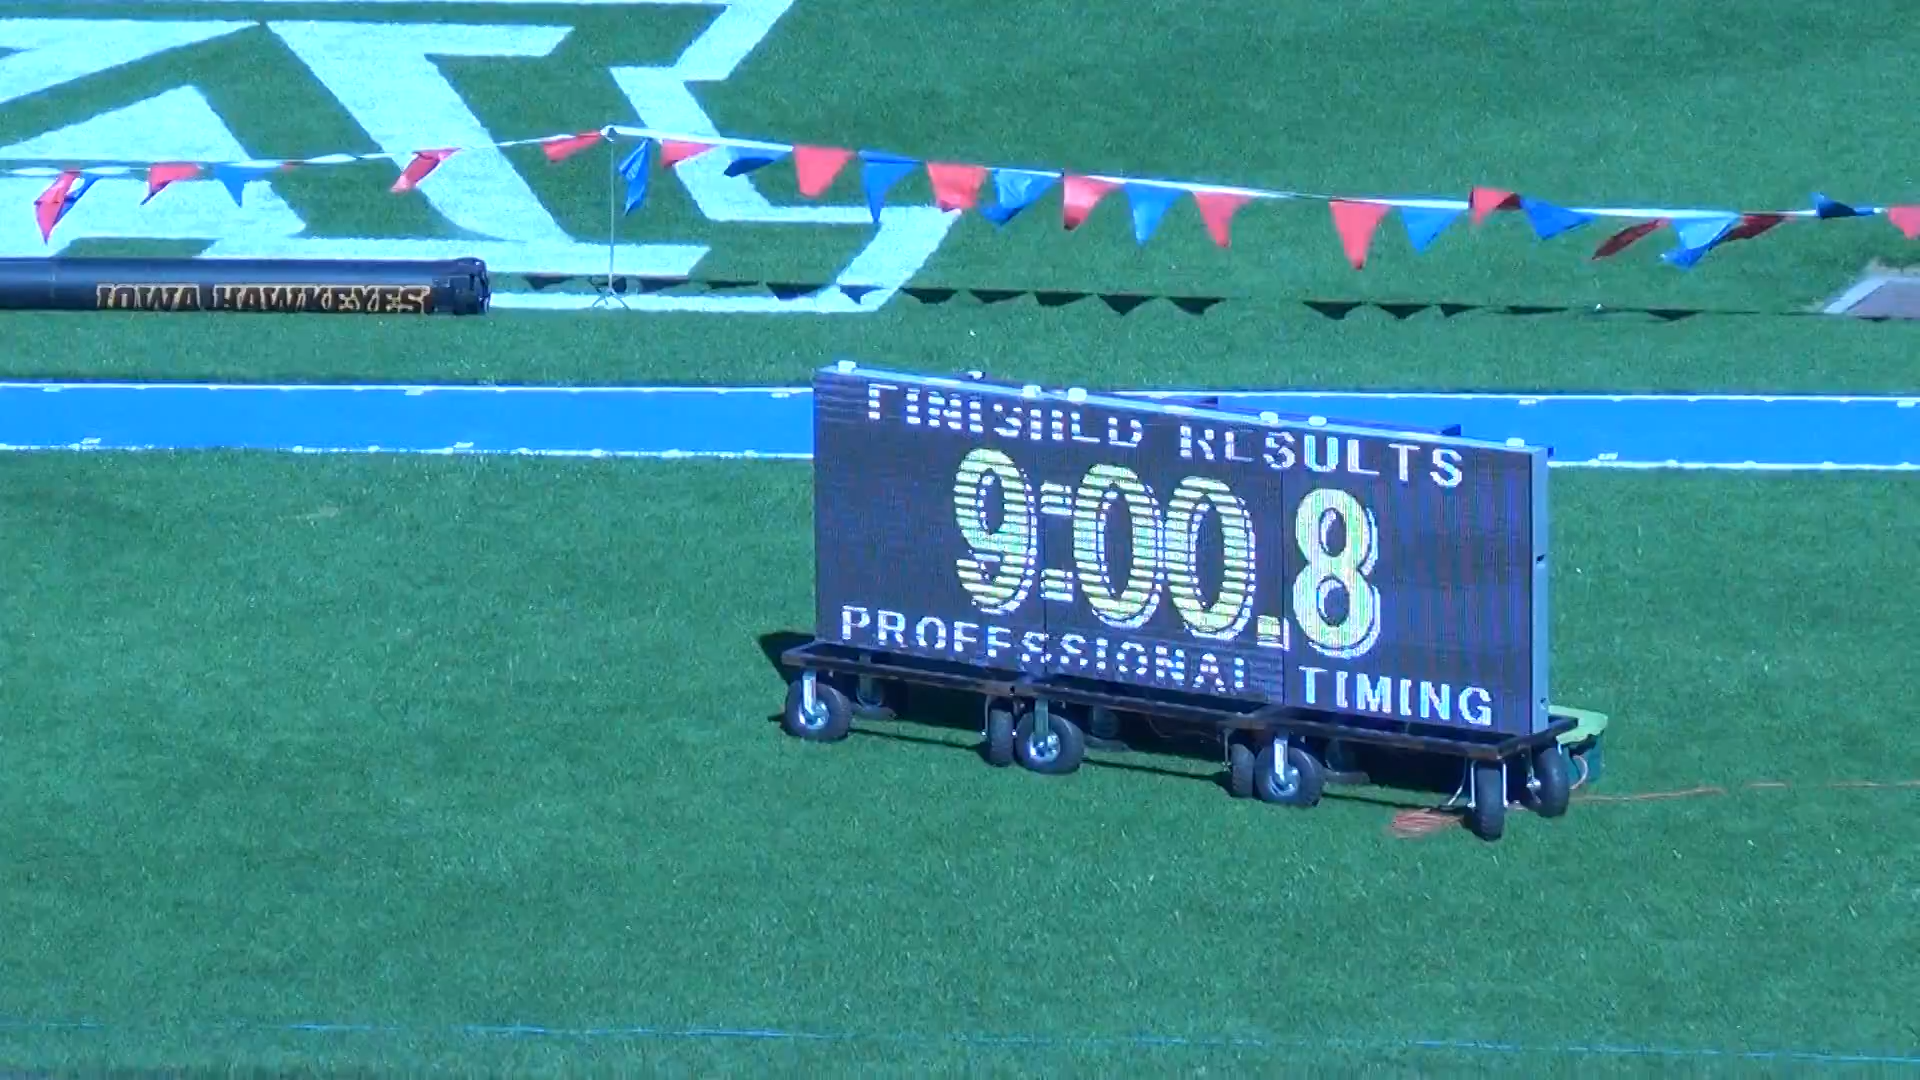 IOWA HAWKEYES
FINISHED RESULTS
9:00.8
PROFESSIONAL TIMING